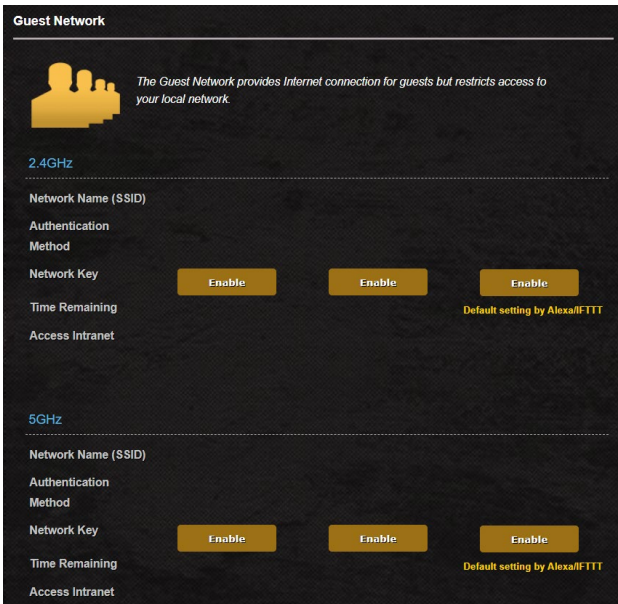 Guest Network
The Guest Network provides Internet connection for guests but restricts access to
your local network.
2.4GHz
Network Name (SSID)
Authentication
Method
Network Key
Enable Enable Enable
Time Remaining
Default setting by Alexa/IFTTT
Access Intranet
5GHz
Network Name (SSID)
Authentication
Method
Network Key
Enable Enable Enable
Time Remaining
Default setting by Alexa/IFTTT
Access Intranet